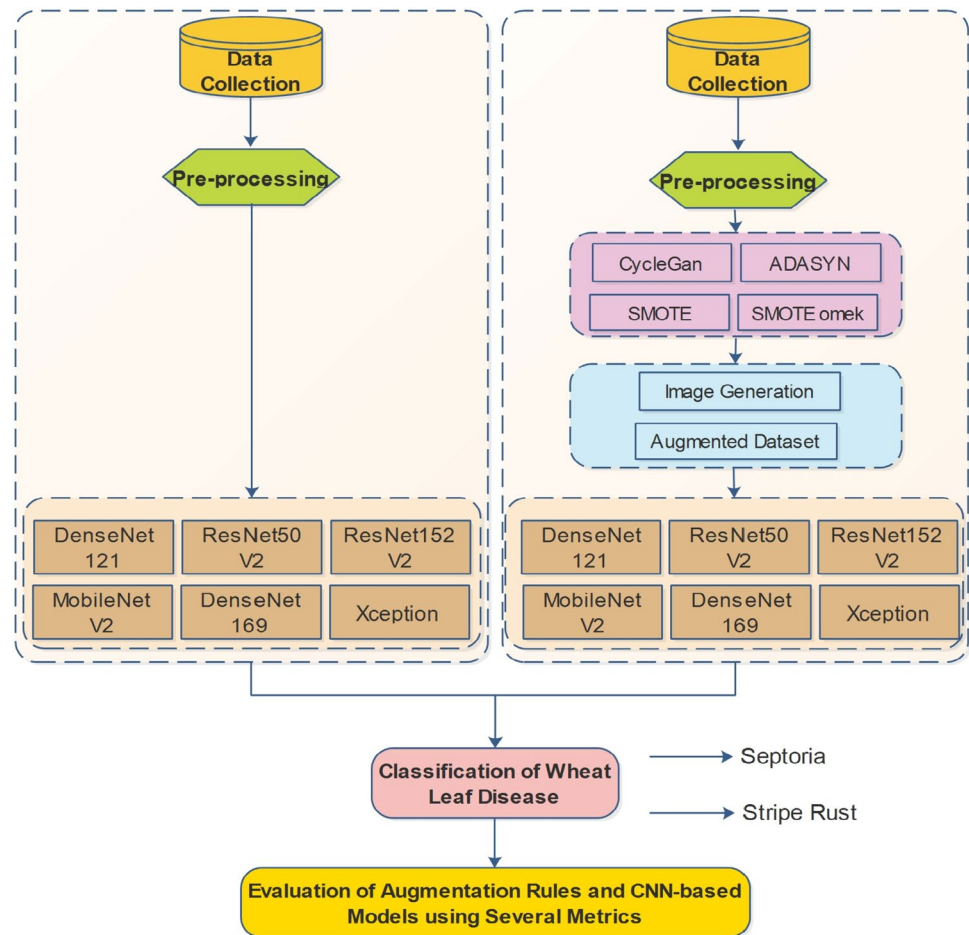 Data
Collection
Pre-processing
DenseNet
121
ResNet50
V2
ResNet152
V2
MobileNet
V2
DenseNet
169
Xception
Data
Collection
Pre-processing
CycleGan
ADASYN
SMOTE
SMOTE omek
Image Generation
Augmented Dataset
DenseNet
121
ResNet50
V2
ResNet152
V2
MobileNet
V2
DenseNet
169
Xception
Classification of Wheat
Leaf Disease
Septoria
Stripe Rust
Evaluation of Augmentation Rules and CNN-based
Models using Several Metrics